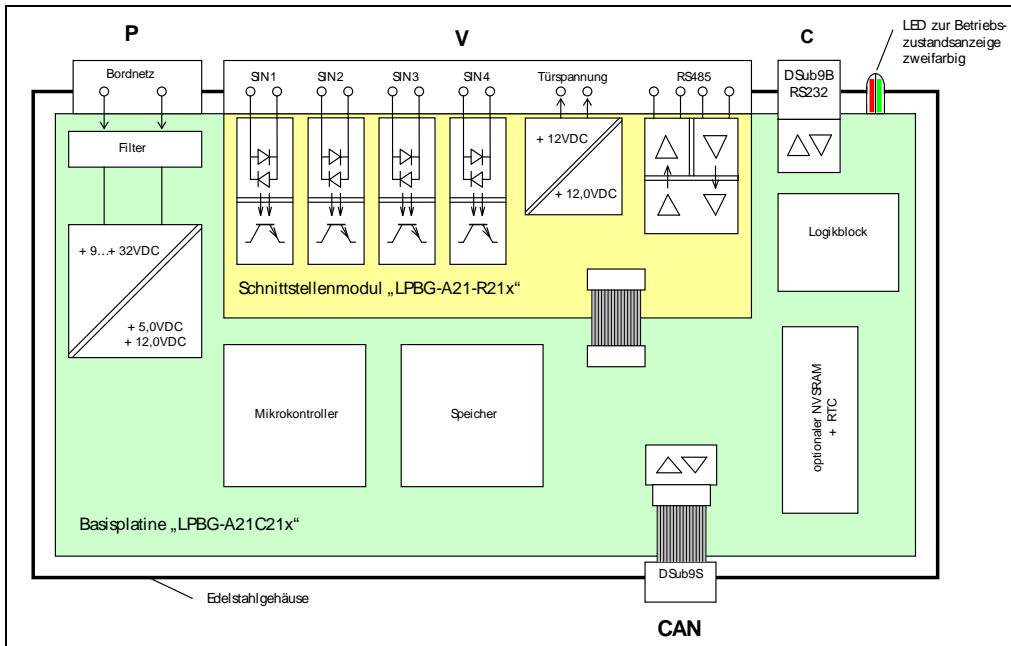 P
V
C
LED zur Betriebs-
zustandsanzeige
zweifarbig
Bordnetz
SIN1
SIN2
SIN3
SIN4
Türspannung
RS485
DSub9B
RS232
Filter
+ 12VDC
+ 12,0VDC
+ 9...+ 32VDC
+ 5,0VDC
+ 12,0VDC
Logikblock
Schnittstellenmodul „LPBG-A21-R21x“
Mikrokontroller
Speicher
optionaler NVSRAM
+ RTC
Basisplatine „LPBG-A21C21x“
DSub9S
Edelstahlgehäuse
CAN